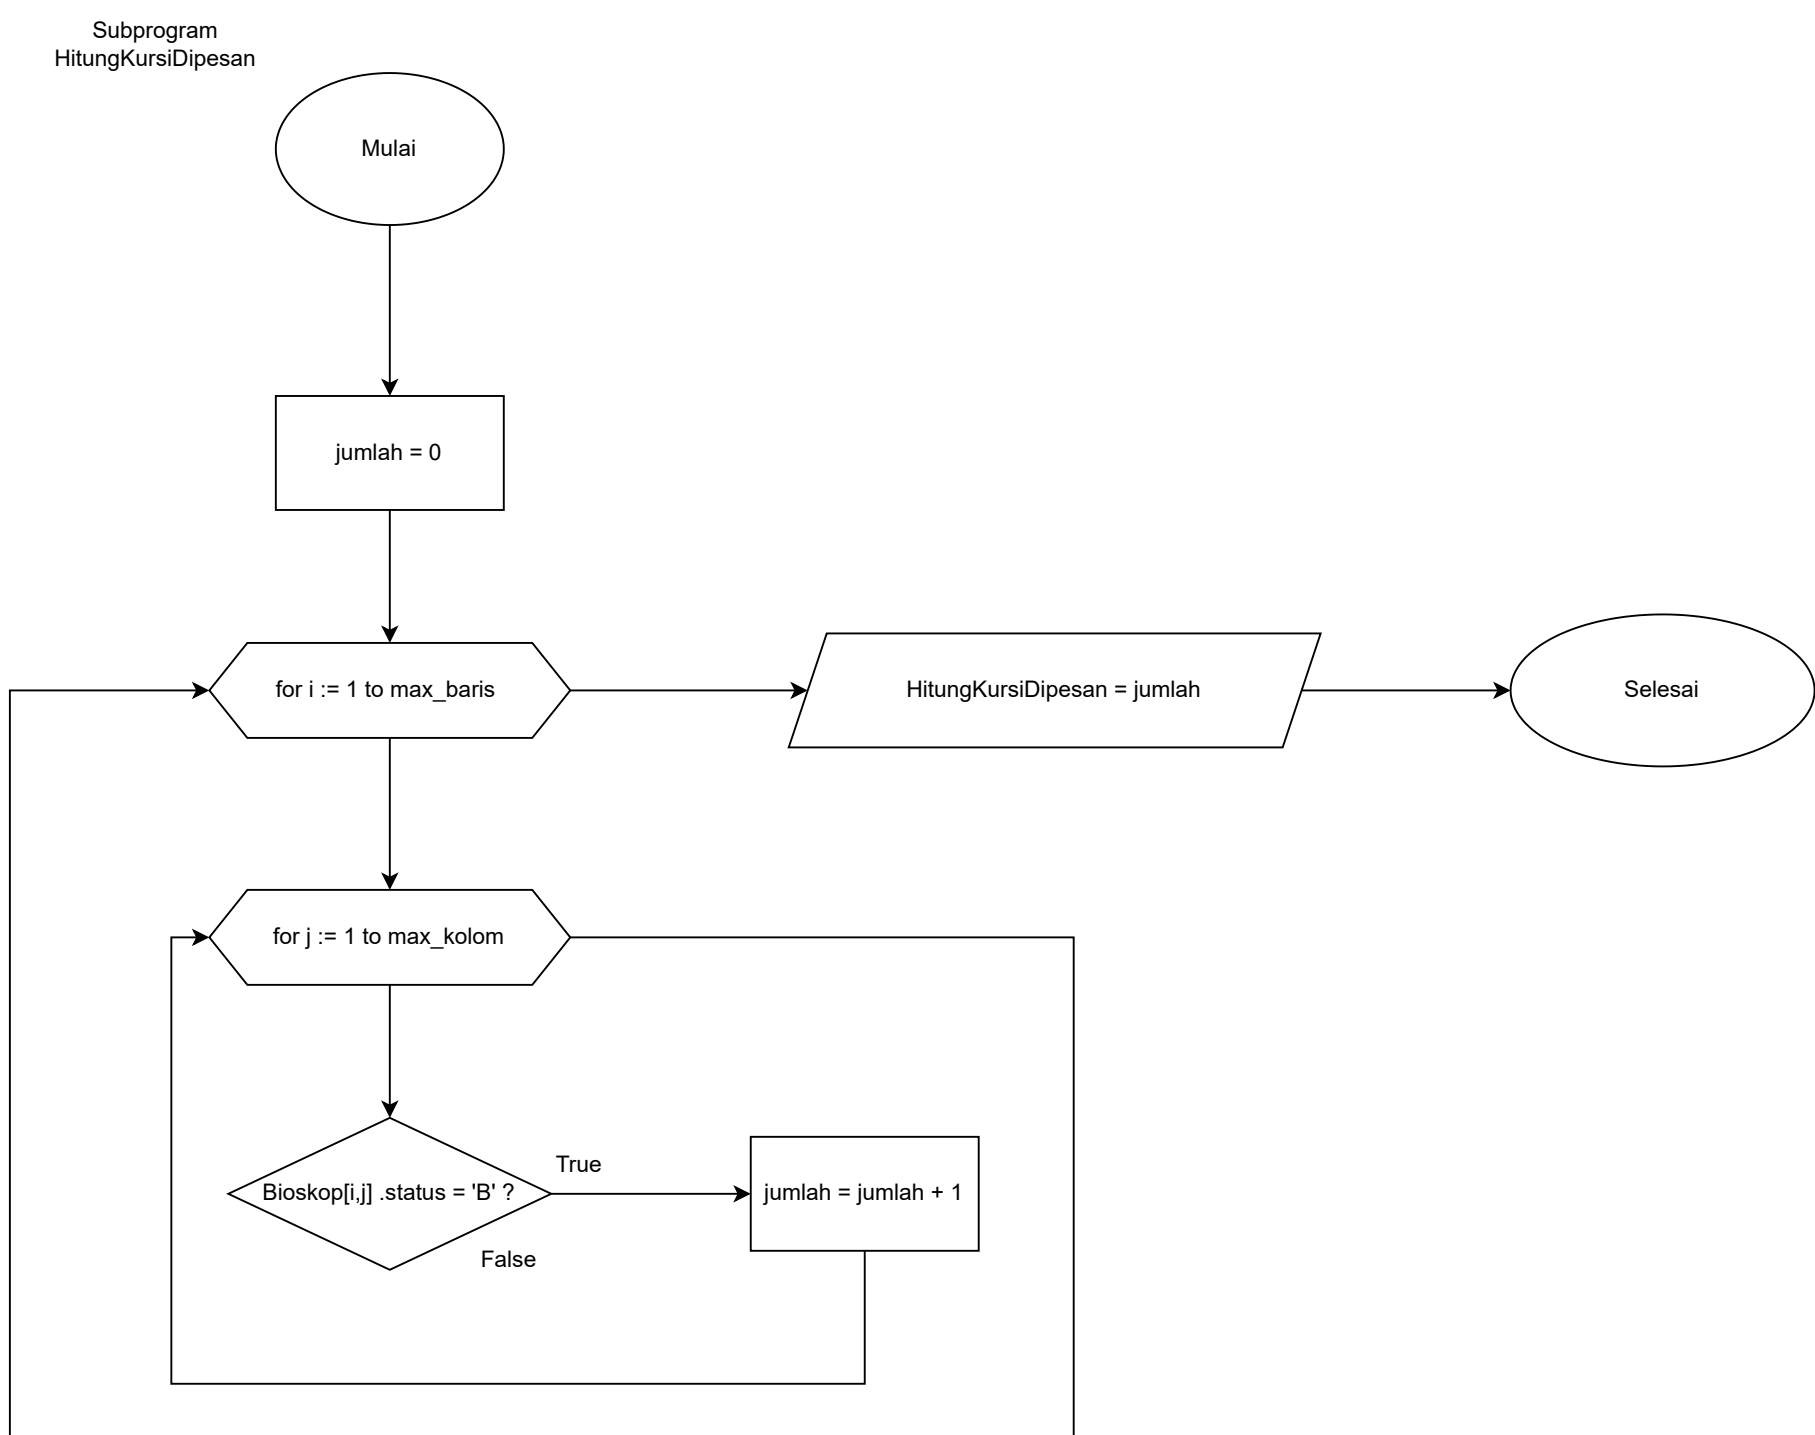 Subprogram
HitungKursiDipesan
Mulai
jumlah = 0
for i := 1 to max_baris
HitungKursiDipesan = jumlah
Selesai
for j := 1 to max_kolom
True
Bioskop[i,j] .status = 'B' ?
jumlah = jumlah + 1
False